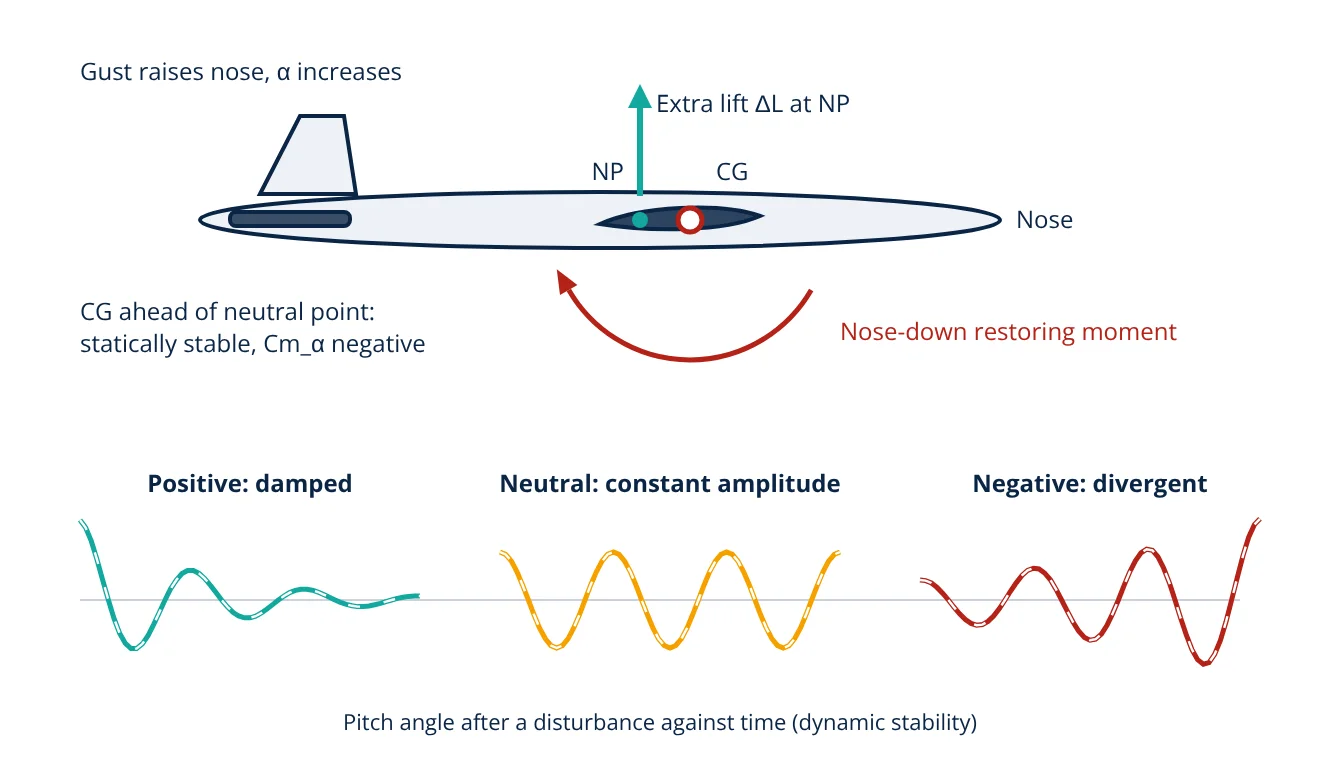 Gust raises nose, α increases
Extra lift ΔL at NP
NP
CG
Nose
CG ahead of neutral point:
statically stable, Cm_α negative
Nose-down restoring moment
Positive: damped
Neutral: constant amplitude
Negative: divergent
Pitch angle after a disturbance against time (dynamic stability)